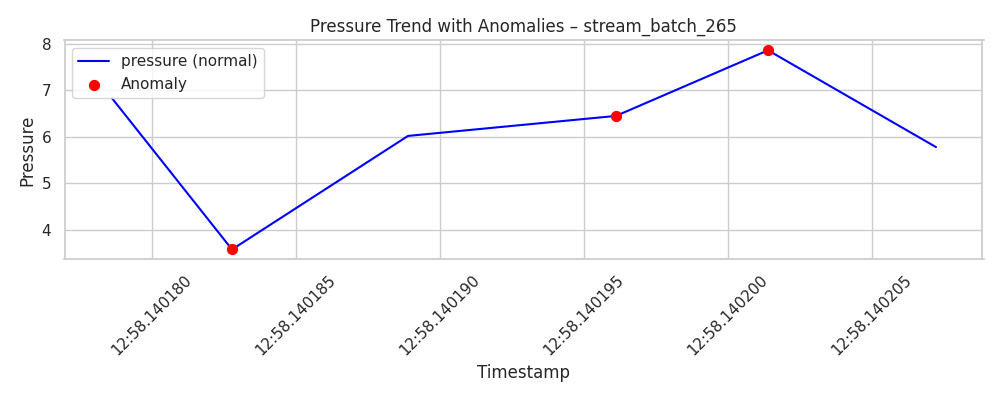 Pressure Trend with Anomalies – stream_batch_265
pressure (normal)
Anomaly
Pressure
8
7
6
5
4
12:58.140180
12:58.140185
12:58.140190
12:58.140195
12:58.140200
12:58.140205
Timestamp